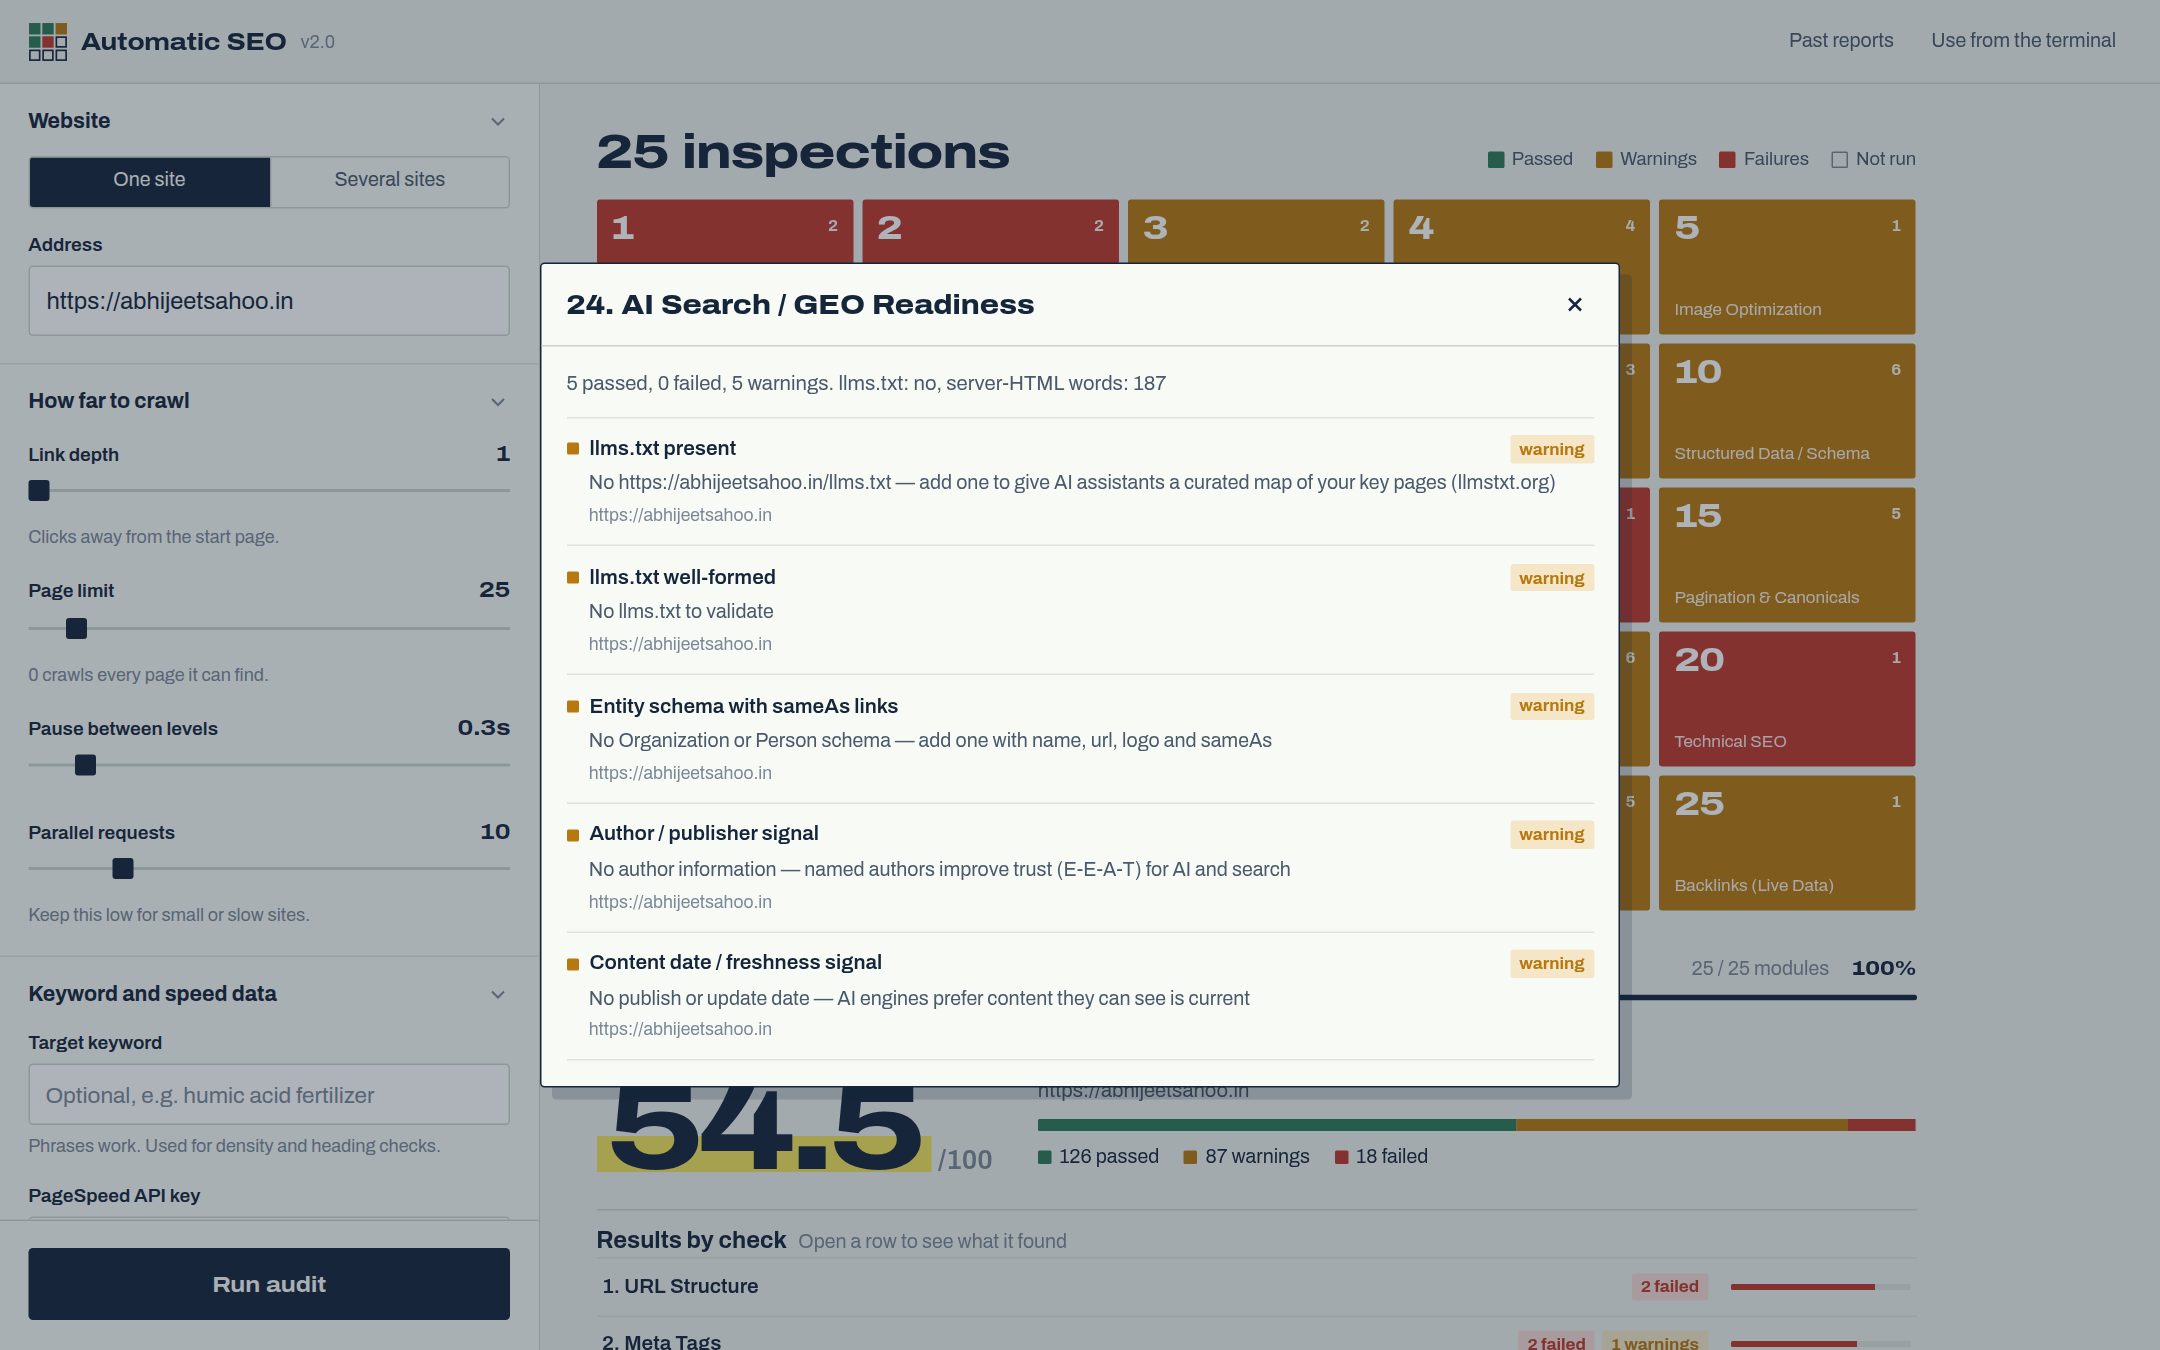 Automatic SEO v2.0
Past reports
Use from the terminal
Website
One site
Several sites
Address
https://abhijeetsahoo.in
How far to crawl
Link depth
1
Clicks away from the start page.
Page limit
25
0 crawls every page it can find.
Pause between levels
0.3s
Parallel requests
10
Keep this low for small or slow sites.
Keyword and speed data
Target keyword
Optional, e.g. humic acid fertilizer
Phrases work. Used for density and heading checks.
PageSpeed API key
Run audit
25 inspections
Passed
Warnings
Failures
Not run
1
2
2
2
3
2
4
4
5
1
Image Optimization
3
10
6
Structured Data / Schema
1
15
5
Pagination & Canonicals
6
20
1
Technical SEO
5
25
1
Backlinks (Live Data)
24. AI Search / GEO Readiness
×
5 passed, 0 failed, 5 warnings. llms.txt: no, server-HTML words: 187
llms.txt present
warning
No https://abhijeetsahoo.in/llms.txt — add one to give AI assistants a curated map of your key pages (llmstxt.org)
https://abhijeetsahoo.in
llms.txt well-formed
warning
No llms.txt to validate
https://abhijeetsahoo.in
Entity schema with sameAs links
warning
No Organization or Person schema — add one with name, url, logo and sameAs
https://abhijeetsahoo.in
Author / publisher signal
warning
No author information — named authors improve trust (E-E-A-T) for AI and search
https://abhijeetsahoo.in
Content date / freshness signal
warning
No publish or update date — AI engines prefer content they can see is current
https://abhijeetsahoo.in
25 / 25 modules
100%
54.5 /100
https://abhijeetsahoo.in
126 passed
87 warnings
18 failed
Results by check
Open a row to see what it found
1. URL Structure
2 failed
2. Meta Tags
2 failed
1 warnings